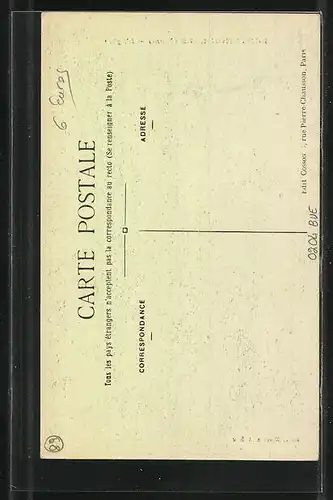 6 Euros
CARTE POSTALE
Tous les pays étrangers n'acceptent pas la correspondance au recto (Se renseigner à la Poste)
CORRESPONDANCE
ADRESSE
Edit Cosson rue Pierre-Chausson, Paris
0204 BUE
89